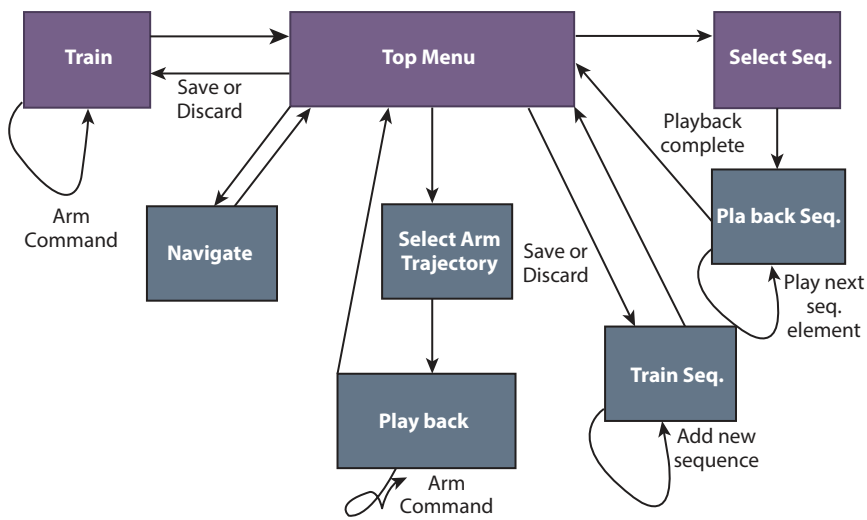 Train
Top Menu
Select Seq.
Save or
Discard
Playback
complete
Arm
Command
Navigate
Select Arm
Trajectory
Save or
Discard
Pla back Seq.
Play next
seq.
element
Train Seq.
Play back
Add new
sequence
Arm
Command